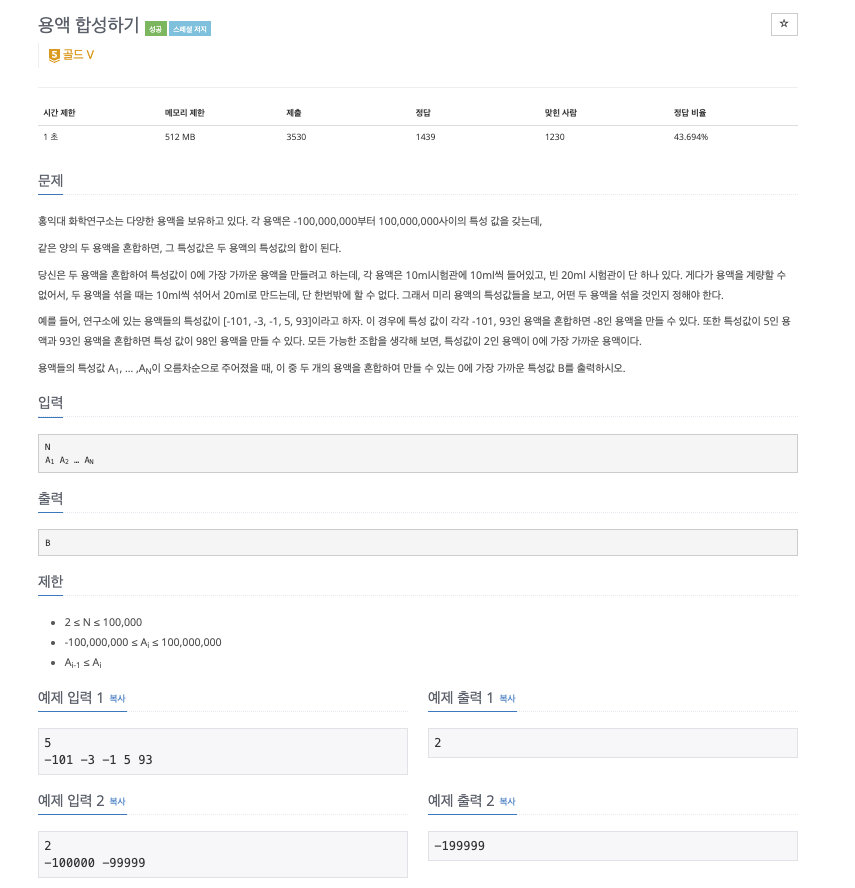 용액 합성하기 성공 스페셜 저지
☆
5 골드 V
시간 제한 메모리 제한 제출 정답 맞힌 사람 정답 비율
1 초 512 MB 3530 1439 1230 43.694%
문제
홍익대 화학연구소는 다양한 용액을 보유하고 있다. 각 용액은 -100,000,000부터 100,000,000사이의 특성 값을 갖는데,
같은 양의 두 용액을 혼합하면, 그 특성값은 두 용액의 특성값의 합이 된다.
당신은 두 용액을 혼합하여 특성값이 0에 가장 가까운 용액을 만들려고 하는데, 각 용액은 10ml시험관에 10ml씩 들어있고, 빈 20ml 시험관이 단 하나 있다. 게다가 용액을 계량할 수
없어서, 두 용액을 섞을 때는 10ml씩 섞어서 20ml로 만드는데, 단 한번밖에 할 수 없다. 그래서 미리 용액의 특성값들을 보고, 어떤 두 용액을 섞을 것인지 정해야 한다.
예를 들어, 연구소에 있는 용액들의 특성값이 [-101, -3, -1, 5, 93]이라고 하자. 이 경우에 특성 값이 각각 -101, 93인 용액을 혼합하면 -8인 용액을 만들 수 있다. 또한 특성값이 5인 용
액과 93인 용액을 혼합하면 특성 값이 98인 용액을 만들 수 있다. 모든 가능한 조합을 생각해 보면, 특성값이 2인 용액이 0에 가장 가까운 용액이다.
용액들의 특성값 A1, … ,AN이 오름차순으로 주어졌을 때, 이 중 두 개의 용액을 혼합하여 만들 수 있는 0에 가장 가까운 특성값 B를 출력하시오.
입력
N
A1 A2 … AN
출력
B
제한
• 2 ≤ N ≤ 100,000
• -100,000,000 ≤ Ai ≤ 100,000,000
• Ai-1 ≤ Ai
예제 입력 1 복사
5
-101 -3 -1 5 93
예제 출력 1 복사
2
예제 입력 2 복사
2
-100000 -99999
예제 출력 2 복사
-199999